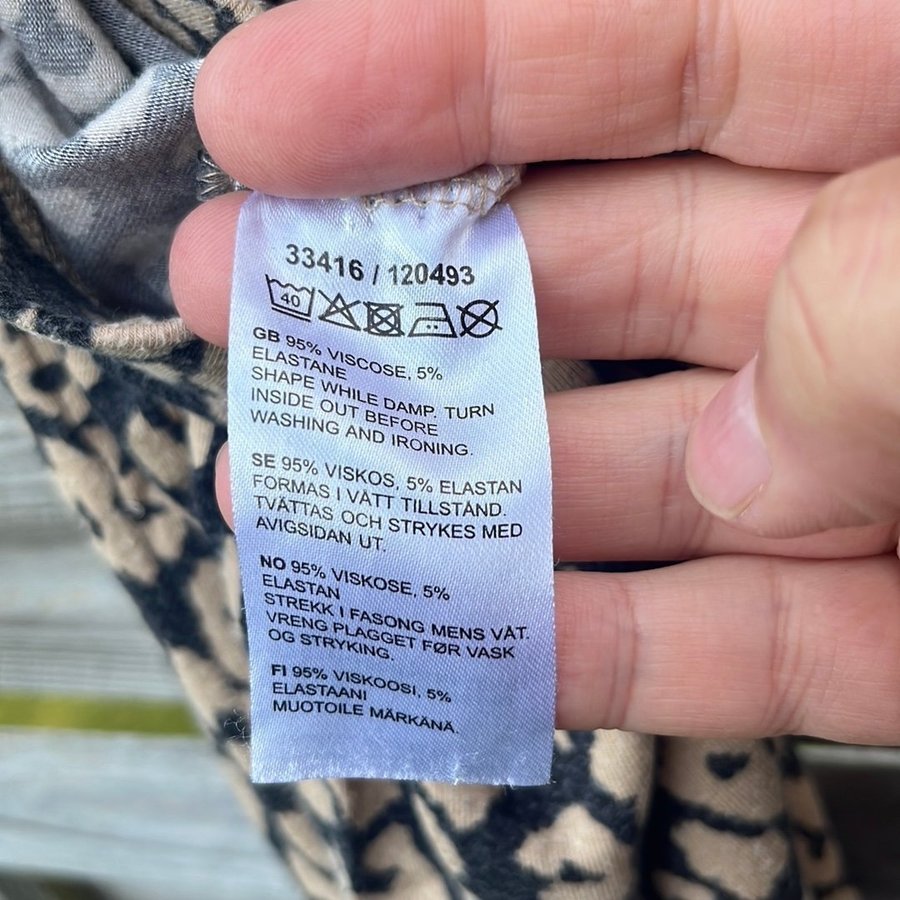 33416 / 120493
40
GB 95% VISCOSE, 5%
ELASTANE
SHAPE WHILE DAMP. TURN
INSIDE OUT BEFORE
WASHING AND IRONING.
SE 95% VISKOS, 5% ELASTAN
FORMAS I VÅTT TILLSTÅND.
TVÄTTAS OCH STRYKES MED
AVIGSIDAN UT.
NO 95% VISKOSE, 5%
ELASTAN
STREKK I FASONG MENS VÅT.
VRENG PLAGGET FØR VASK
OG STRYKING.
FI 95% VISKOOSI, 5%
ELASTAANI
MUOTOILE MÄRKÄNÄ.